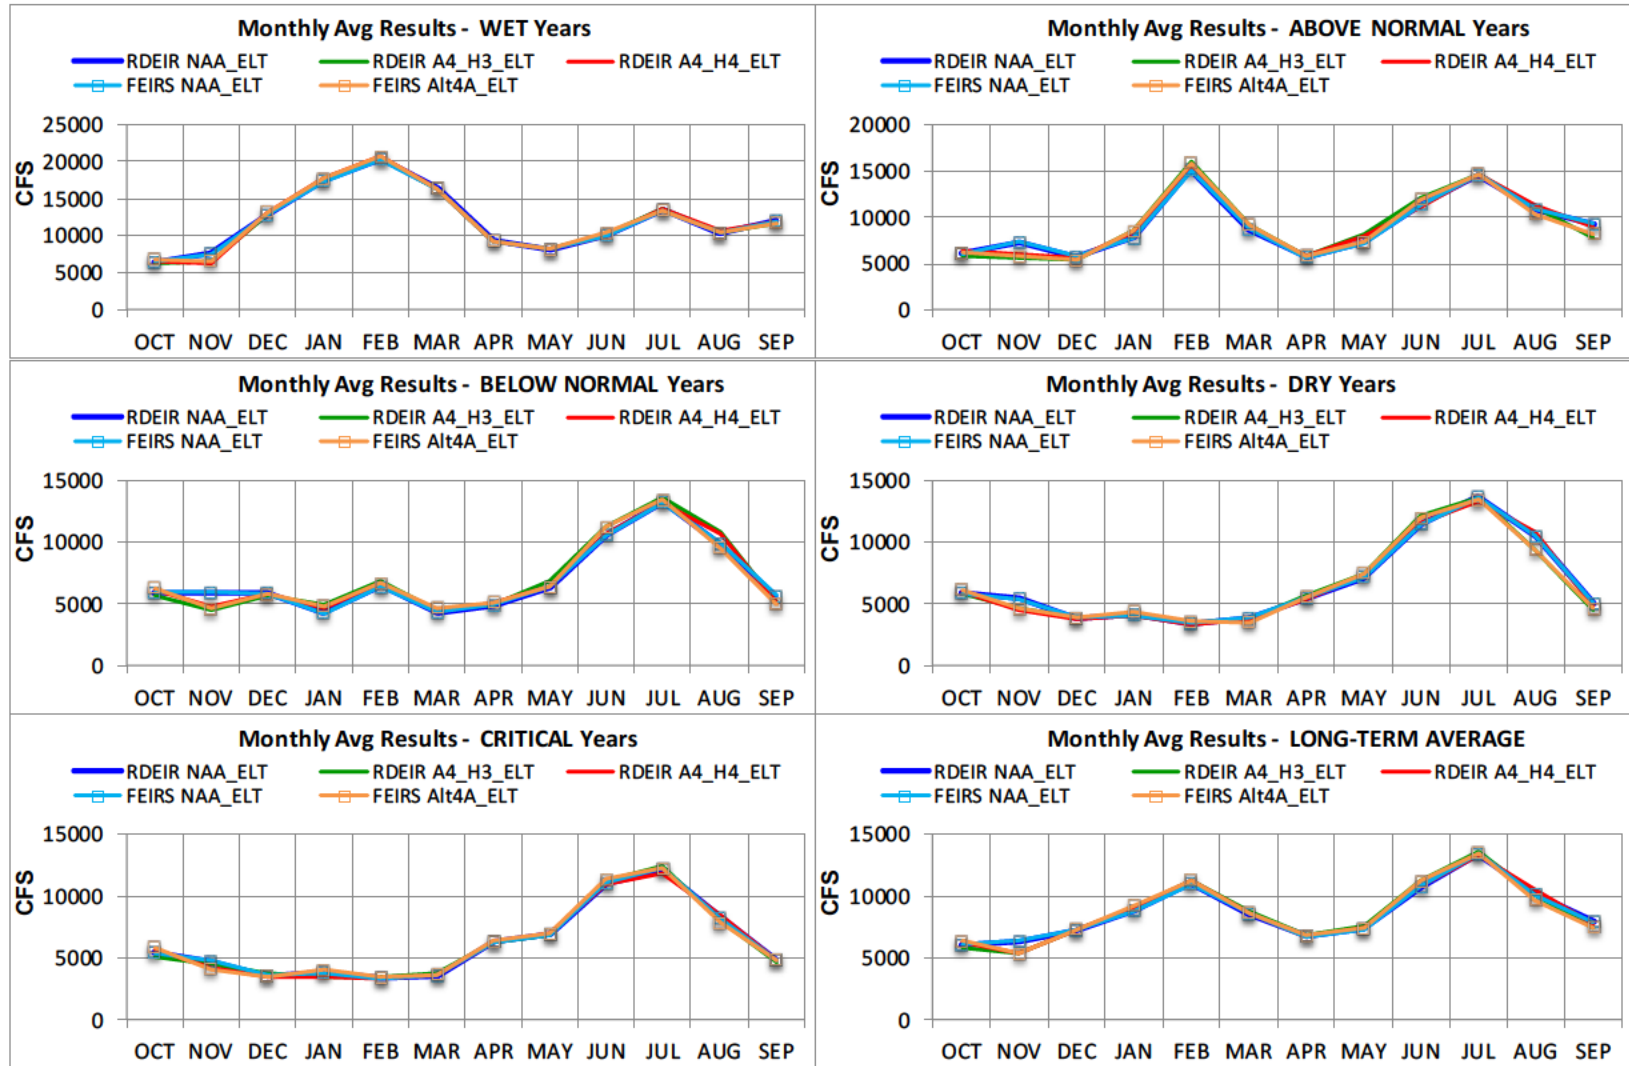 Monthly Avg Results - WET Years
RDEIR NAA_ELT RDEIR A4_H3_ELT RDEIR A4_H4_ELT
FEIRS NAA_ELT FEIRS Alt4A_ELT
25000
20000
15000
10000
5000
0
CFS
OCT NOV DEC JAN FEB MAR APR MAY JUN JUL AUG SEP
Monthly Avg Results - ABOVE NORMAL Years
RDEIR NAA_ELT RDEIR A4_H3_ELT RDEIR A4_H4_ELT
FEIRS NAA_ELT FEIRS Alt4A_ELT
20000
15000
10000
5000
0
CFS
OCT NOV DEC JAN FEB MAR APR MAY JUN JUL AUG SEP
Monthly Avg Results - BELOW NORMAL Years
RDEIR NAA_ELT RDEIR A4_H3_ELT RDEIR A4_H4_ELT
FEIRS NAA_ELT FEIRS Alt4A_ELT
15000
10000
5000
0
CFS
OCT NOV DEC JAN FEB MAR APR MAY JUN JUL AUG SEP
Monthly Avg Results - DRY Years
RDEIR NAA_ELT RDEIR A4_H3_ELT RDEIR A4_H4_ELT
FEIRS NAA_ELT FEIRS Alt4A_ELT
15000
10000
5000
0
CFS
OCT NOV DEC JAN FEB MAR APR MAY JUN JUL AUG SEP
Monthly Avg Results - CRITICAL Years
RDEIR NAA_ELT RDEIR A4_H3_ELT RDEIR A4_H4_ELT
FEIRS NAA_ELT FEIRS Alt4A_ELT
15000
10000
5000
0
CFS
OCT NOV DEC JAN FEB MAR APR MAY JUN JUL AUG SEP
Monthly Avg Results - LONG-TERM AVERAGE
RDEIR NAA_ELT RDEIR A4_H3_ELT RDEIR A4_H4_ELT
FEIRS NAA_ELT FEIRS Alt4A_ELT
15000
10000
5000
0
CFS
OCT NOV DEC JAN FEB MAR APR MAY JUN JUL AUG SEP